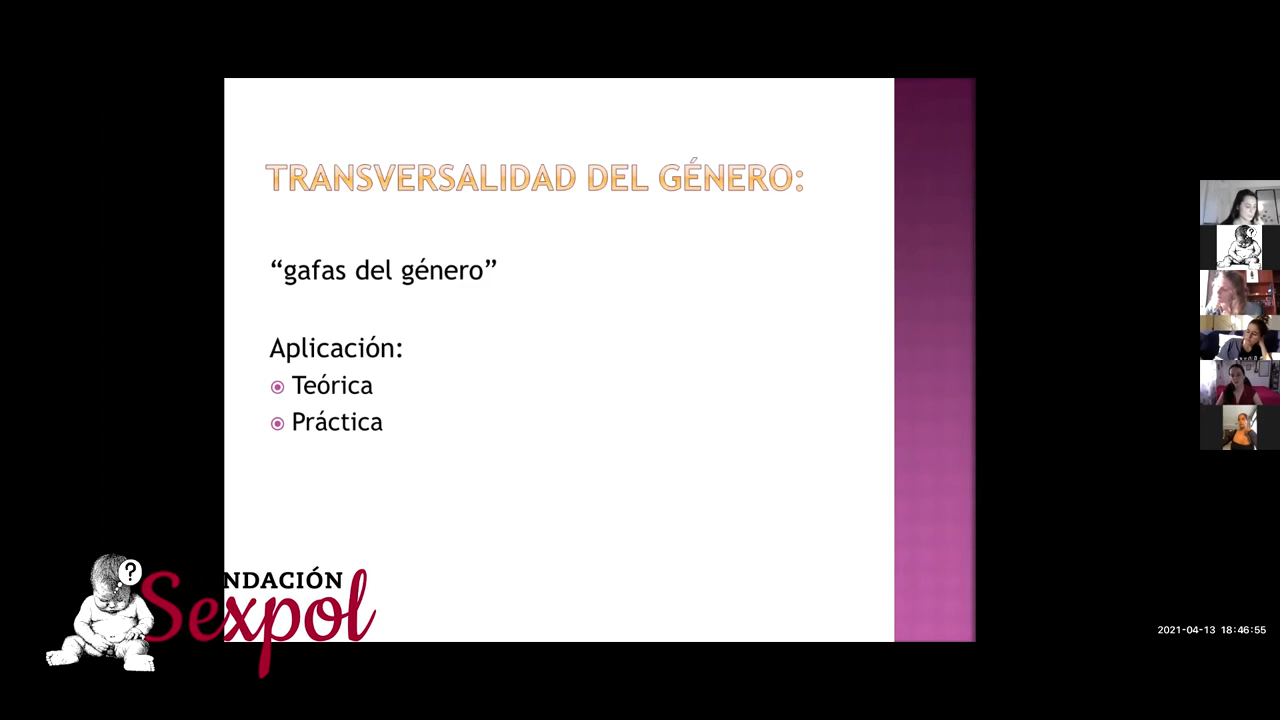 TRANSVERSALIDAD DEL GÉNERO:
“gafas del género”
Aplicación:
Teórica
Práctica
?
NDACIÓN
Sexpol
2021-04-13 18:46:55